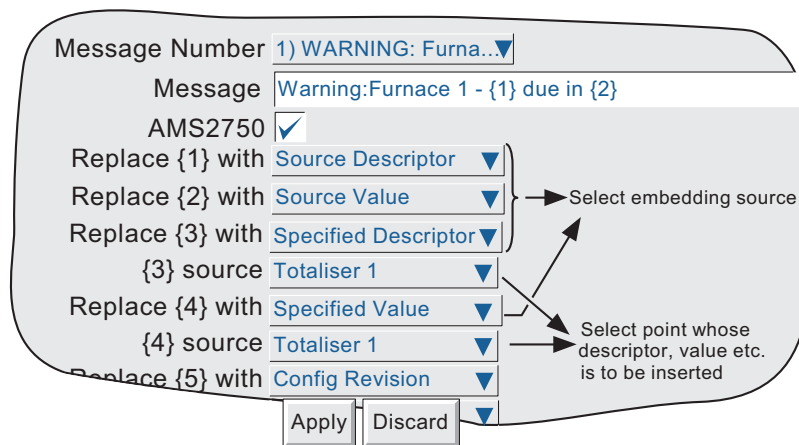 Message Number 1) WARNING: Furna...
Message Warning:Furnace 1 - {1} due in {2}
AMS2750
Replace {1} with Source Descriptor
Replace {2} with Source Value
Select embedding source
Replace {3} with Specified Descriptor
{3} source Totaliser 1
Replace {4} with Specified Value
{4} source Totaliser 1
Select point whose
descriptor, value etc.
is to be inserted
Replace {5} with Config Revision
Apply Discard